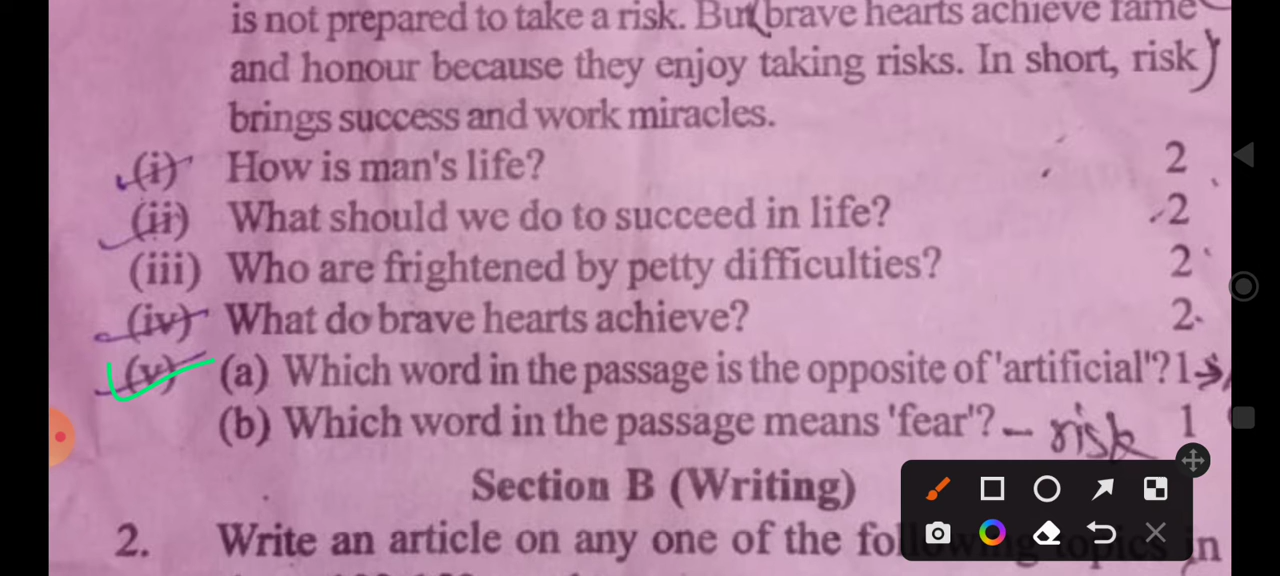 is not prepared to take a risk. But (brave hearts achieve fame
and honour because they enjoy taking risks. In short, risk)
brings success and work miracles.
(i) How is man's life? 2
(ii) What should we do to succeed in life? 2
(iii) Who are frightened by petty difficulties? 2
(iv) What do brave hearts achieve? 2
(v) (a) Which word in the passage is the opposite of 'artificial'? 1
(b) Which word in the passage means 'fear'? – risk 1
Section B (Writing)
2. Write an article on any one of the following topics in